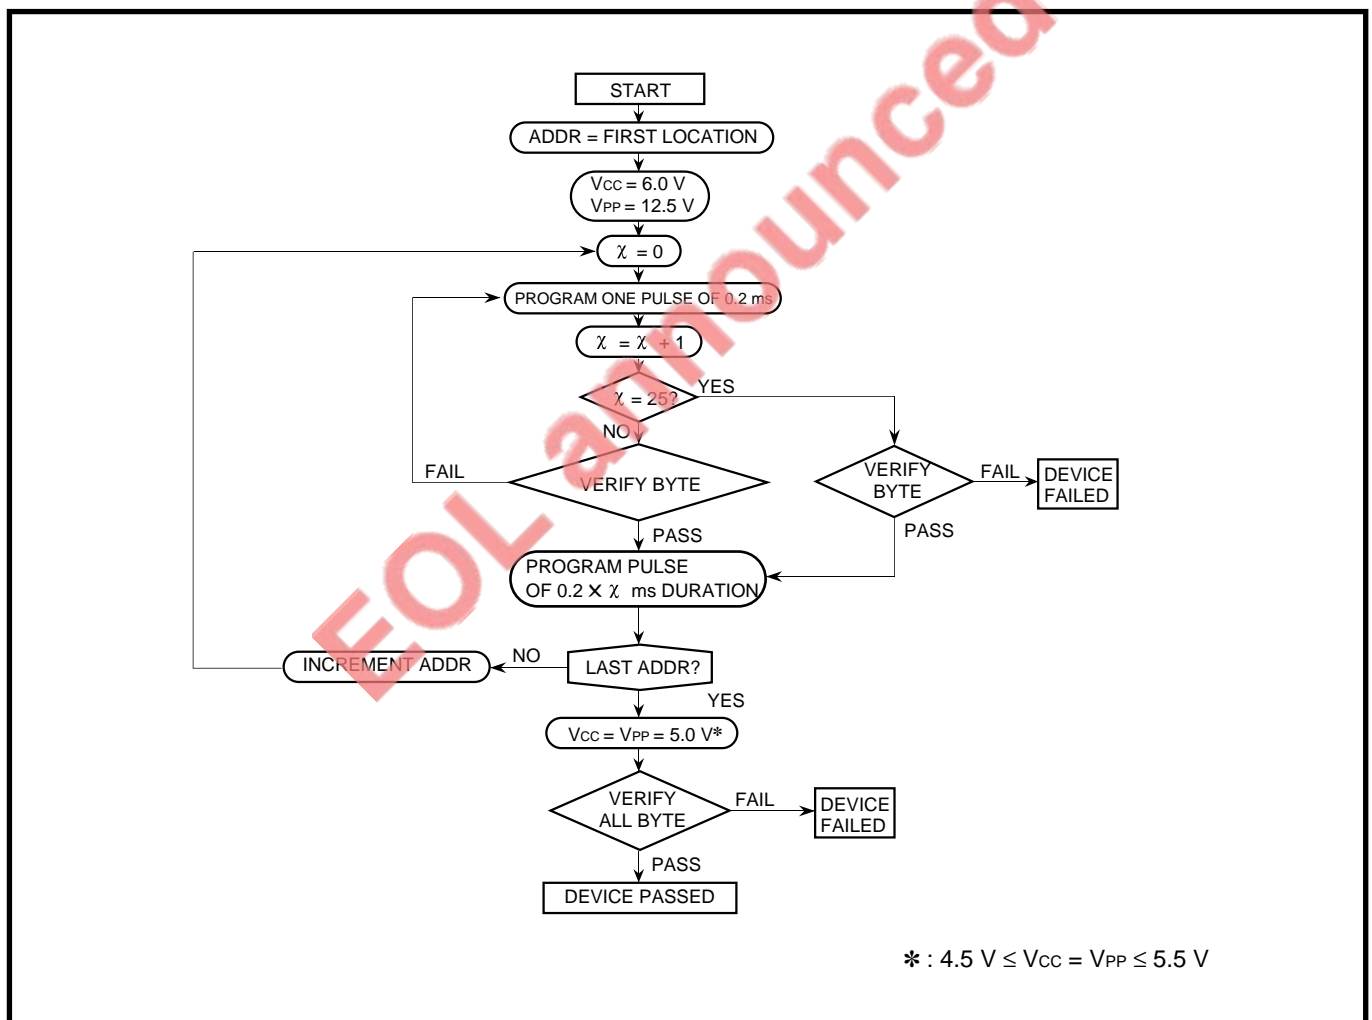 START
ADDR = FIRST LOCATION
VCC = 6.0 V
VPP = 12.5 V
χ = 0
PROGRAM ONE PULSE OF 0.2 ms
χ = χ + 1
χ = 25?
YES
NO
FAIL
VERIFY BYTE
VERIFY
BYTE
FAIL
DEVICE
FAILED
PASS
PASS
PROGRAM PULSE
OF 0.2 × χ ms DURATION
INCREMENT ADDR
NO
LAST ADDR?
YES
VCC = VPP = 5.0 V*
VERIFY
ALL BYTE
FAIL
DEVICE
FAILED
PASS
DEVICE PASSED
* : 4.5 V ≤ VCC = VPP ≤ 5.5 V
EOL announced